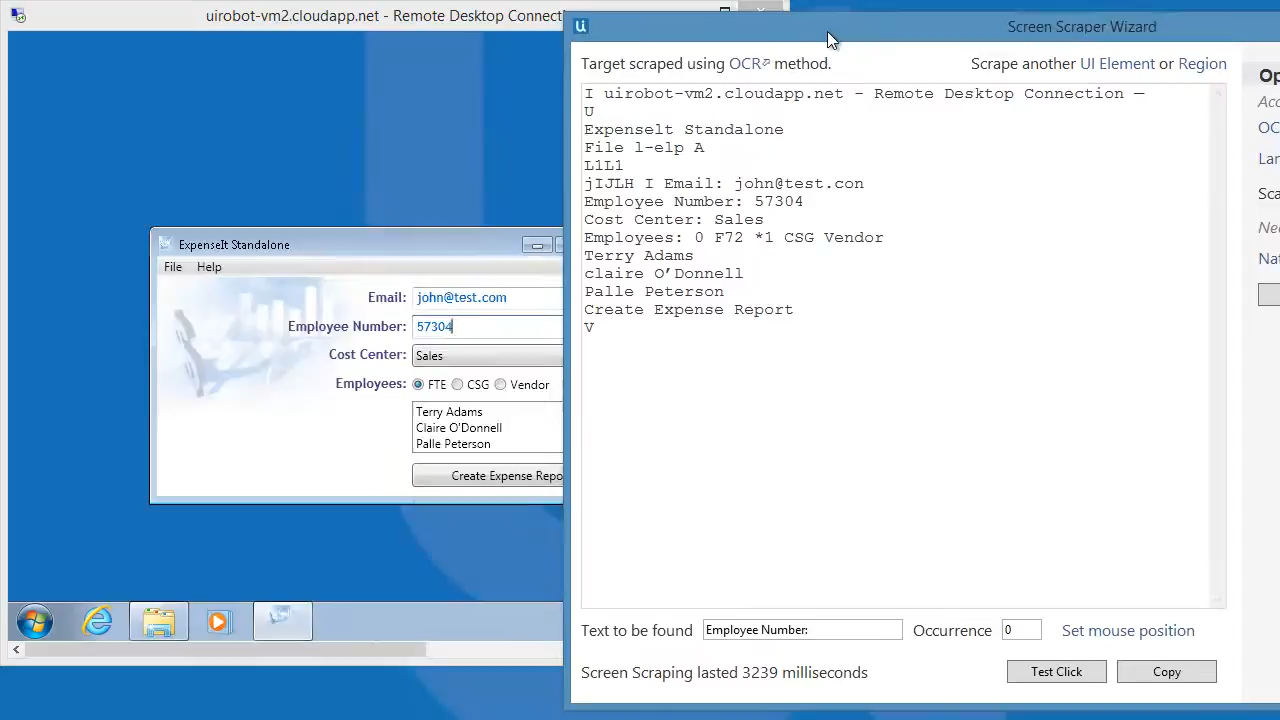 uirobot-vm2.cloudapp.net - Remote Desktop Connecti
ExpenseIt Standalone
File Help
Email: john@test.com
Employee Number: 57304
Cost Center: Sales
Employees: FTE CSG Vendor
Terry Adams
Claire O'Donnell
Palle Peterson
Create Expense Repo
Screen Scraper Wizard
Target scraped using OCR method.
Scrape another UI Element or Region
I uirobot-vm2.cloudapp.net – Remote Desktop Connection —
U
Expenselt Standalone
File l-elp A
L1L1
jIJLH I Email: john@test.con
Employee Number: 57304
Cost Center: Sales
Employees: 0 F72 *1 CSG Vendor
Terry Adams
claire O’Donnell
Palle Peterson
Create Expense Report
V
Text to be found Employee Number: Occurrence 0 Set mouse position
Screen Scraping lasted 3239 milliseconds
Test Click Copy